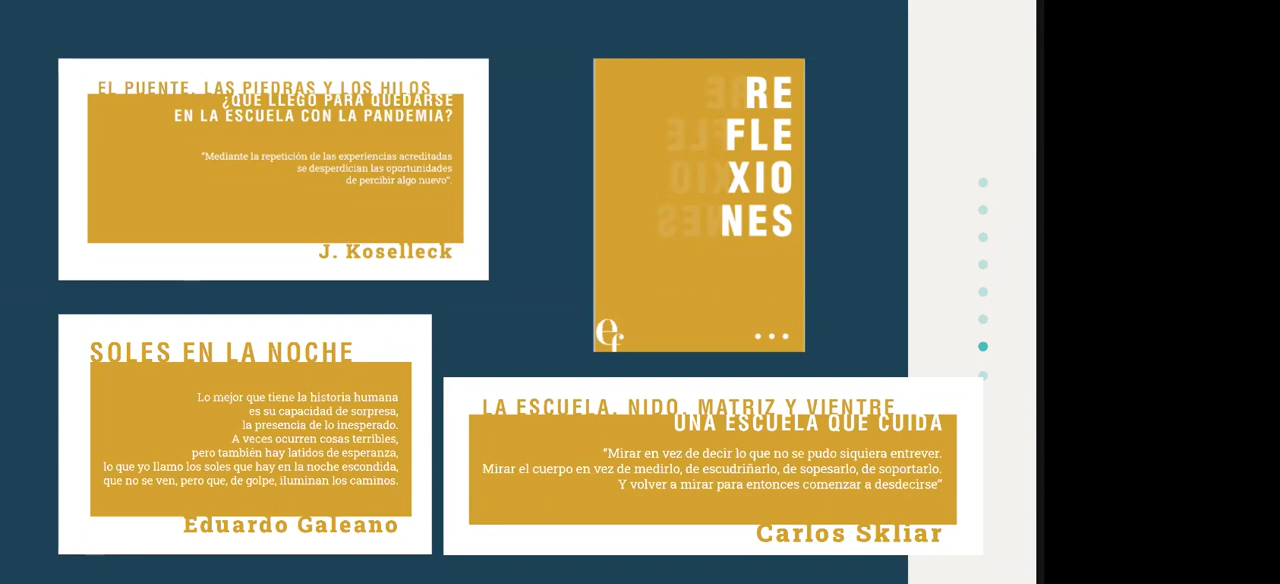 EL PUENTE, LAS PIEDRAS Y LOS HILOS
¿QUÉ LLEGÓ PARA QUEDARSE
EN LA ESCUELA CON LA PANDEMIA?
"Mediante la repetición de las experiencias acreditadas
se desperdician las oportunidades
de percibir algo nuevo".
J. Koselleck
RE
FLE
XIO
NES
ef
SOLES EN LA NOCHE
Lo mejor que tiene la historia humana
es su capacidad de sorpresa,
la presencia de lo inesperado.
A veces ocurren cosas terribles,
pero también hay latidos de esperanza,
lo que yo llamo los soles que hay en la noche escondida,
que no se ven, pero que, de golpe, iluminan los caminos.
Eduardo Galeano
LA ESCUELA, NIDO, MATRIZ Y VIENTRE
UNA ESCUELA QUE CUIDA
"Mirar en vez de decir lo que no se pudo siquiera entrever.
Mirar el cuerpo en vez de medirlo, de escudriñarlo, de sopesarlo, de soportarlo.
Y volver a mirar para entonces comenzar a desdecirse"
Carlos Skliar